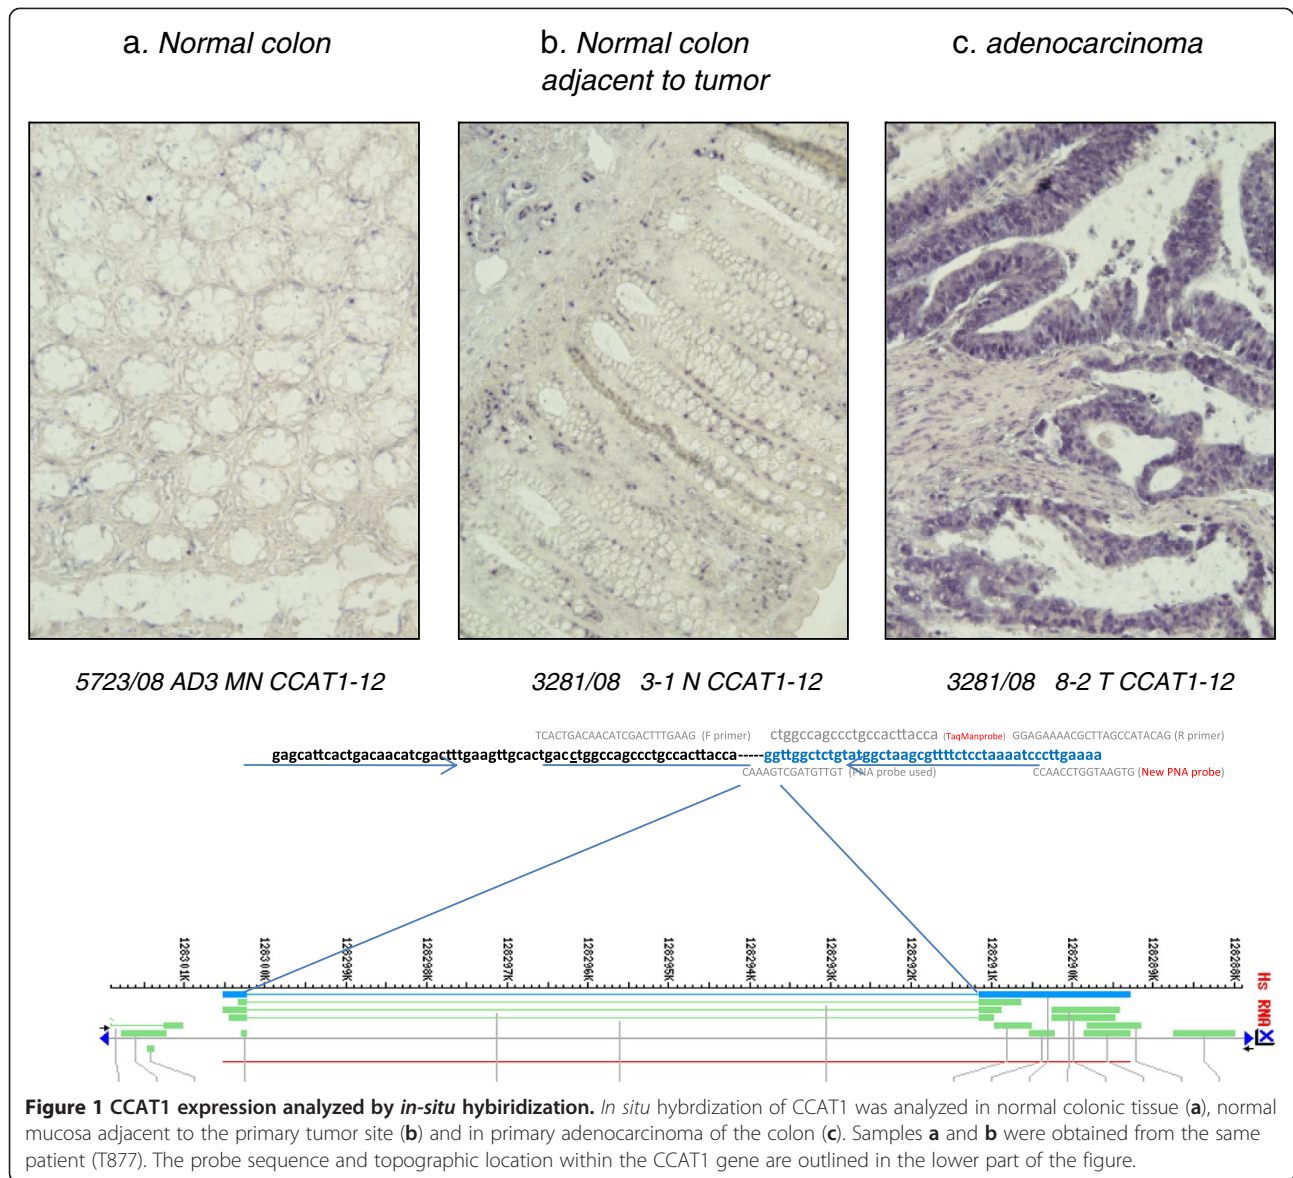 a. Normal colon
b. Normal colon
adjacent to tumor
c. adenocarcinoma
5723/08 AD3 MN CCAT1-12
3281/08 3-1 N CCAT1-12
3281/08 8-2 T CCAT1-12
TCACTGACAACATCGACTTTGAAG (F primer)
ctggccagccctgccacttacca (TaqManprobe)
GGAGAAAACGCTTAGCCATACAG (R primer)
gagcattcactgacaacatcgactttgaagttgcactgacctggccagccctgccacttacca-----ggttggctctgtatggctaagcgttttctcctaaaatcccttgaaaa
CAAAGTCGATGTTGT (PNA probe used)
CCAACCTGGTAAGTG (New PNA probe)
128301K
128300K
128299K
128298K
128297K
128296K
128295K
128294K
128293K
128292K
128291K
128290K
128289K
128288K
Hs RNA
X
Figure 1 CCAT1 expression analyzed by in-situ hybiridization. In situ hybrdization of CCAT1 was analyzed in normal colonic tissue (a), normal
mucosa adjacent to the primary tumor site (b) and in primary adenocarcinoma of the colon (c). Samples a and b were obtained from the same
patient (T877). The probe sequence and topographic location within the CCAT1 gene are outlined in the lower part of the figure.